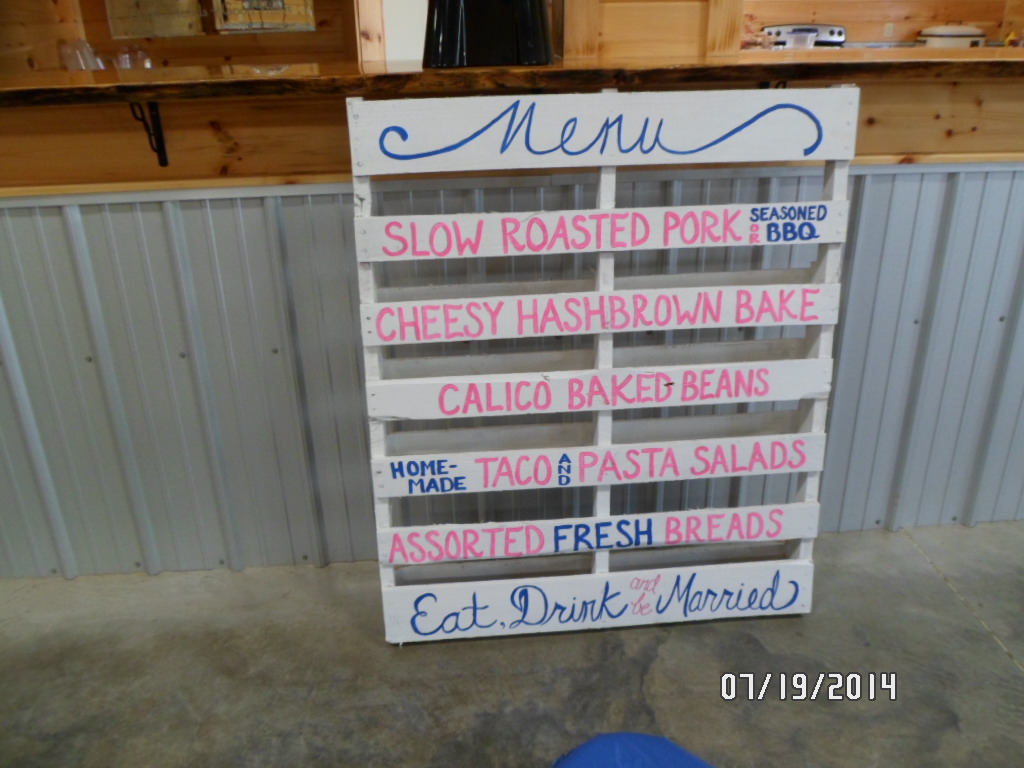 Menu
SLOW ROASTED PORK SEASONED OR BBQ
CHEESY HASHBROWN BAKE
CALICO BAKED BEANS
HOME-MADE TACO AND PASTA SALADS
ASSORTED FRESH BREADS
Eat, Drink and be Married
07/19/2014